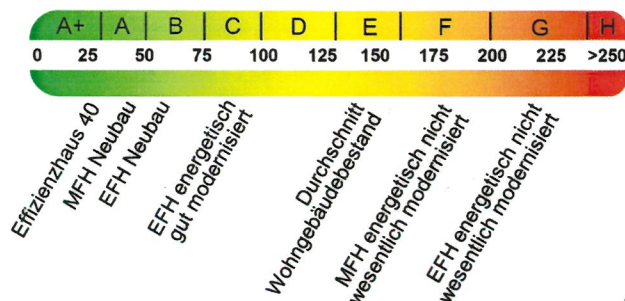 A+ A B C D E F G H
0 25 50 75 100 125 150 175 200 225 >250
Effizienzhaus 40
MFH Neubau
EFH Neubau
EFH energetisch
gut modernisiert
Durchschnitt
Wohngebäudebestand
MFH energetisch nicht
wesentlich modernisiert
EFH energetisch nicht
wesentlich modernisiert